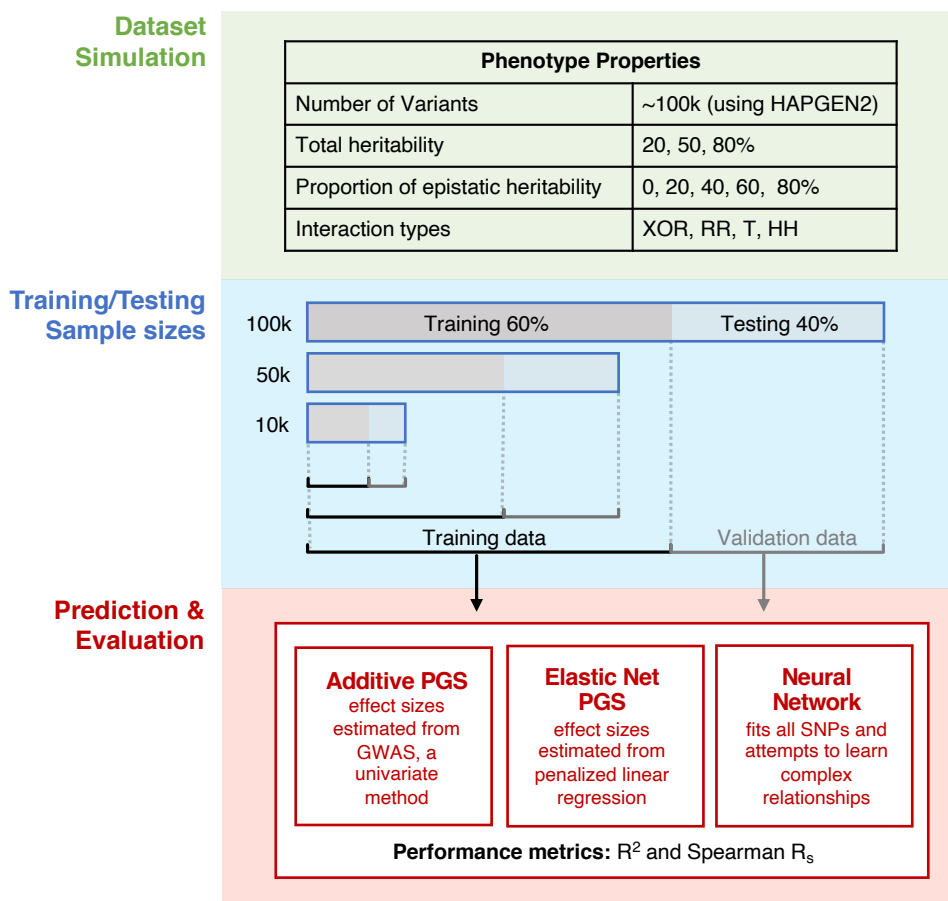 Dataset
Simulation
Phenotype Properties
Number of Variants ~100k (using HAPGEN2)
Total heritability 20, 50, 80%
Proportion of epistatic heritability 0, 20, 40, 60, 80%
Interaction types XOR, RR, T, HH
Training/Testing
Sample sizes
100k Training 60% Testing 40%
50k
10k
Training data Validation data
Prediction &
Evaluation
Additive PGS
effect sizes
estimated from
GWAS, a
univariate
method
Elastic Net
PGS
effect sizes
estimated from
penalized linear
regression
Neural
Network
fits all SNPs and
attempts to learn
complex
relationships
Performance metrics: R² and Spearman Rₛ